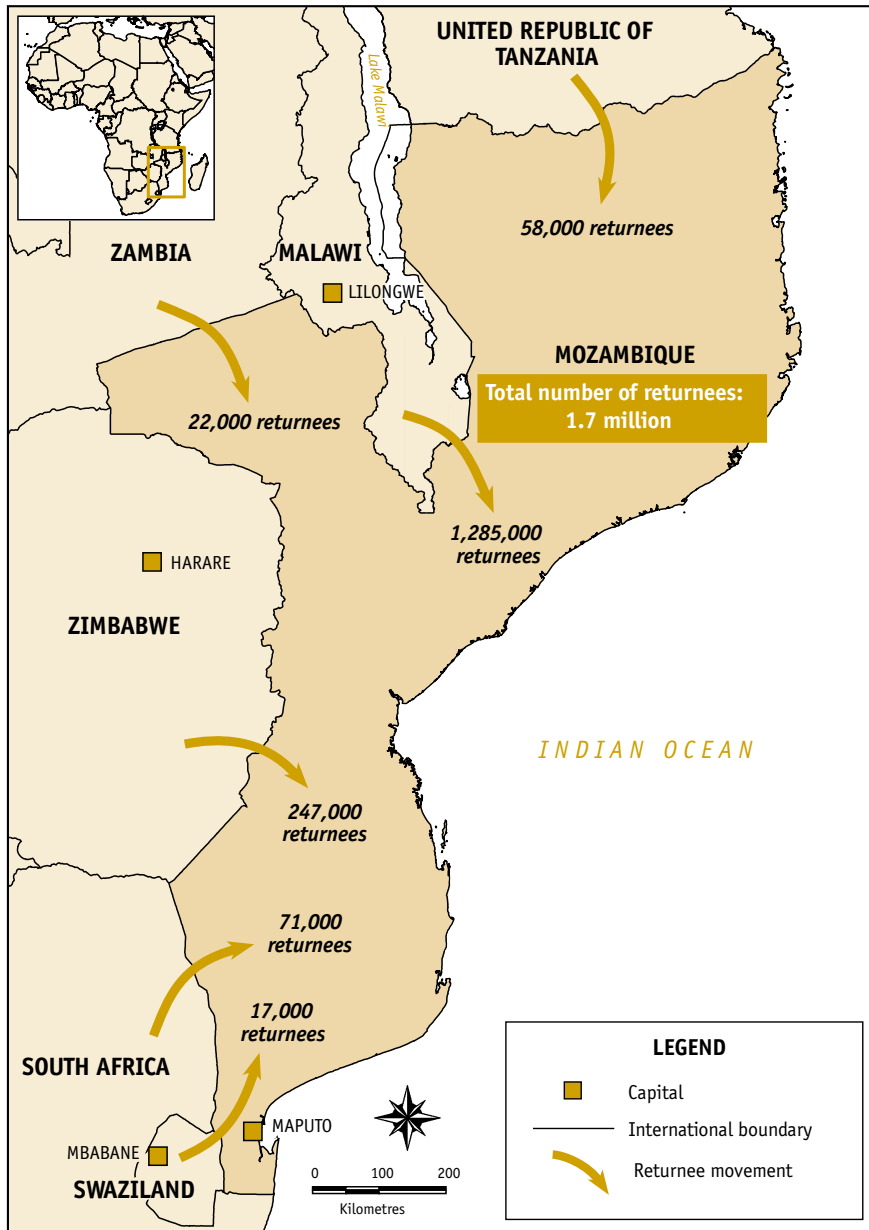 UNITED REPUBLIC OF
TANZANIA
Lake Malawi
58,000 returnees
ZAMBIA
MALAWI
LILONGWE
MOZAMBIQUE
Total number of returnees:
1.7 million
22,000 returnees
1,285,000
returnees
HARARE
ZIMBABWE
INDIAN OCEAN
247,000
returnees
71,000
returnees
17,000
returnees
SOUTH AFRICA
MAPUTO
MBABANE
SWAZILAND
0 100 200
Kilometres
LEGEND
Capital
International boundary
Returnee movement